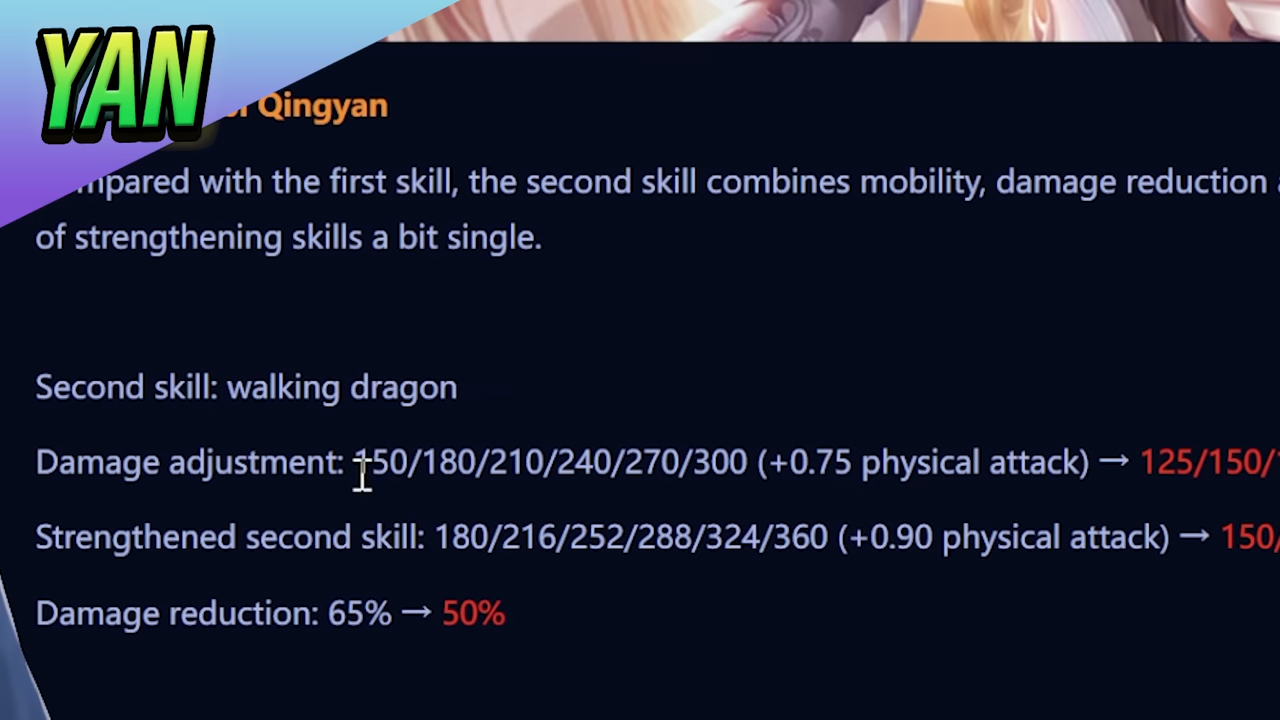 YAN
Qingyan
with the first skill, the second skill combines mobility, damage reduction
of strengthening skills a bit single.
Second skill: walking dragon
Damage adjustment: 150/180/210/240/270/300 (+0.75 physical attack) → 125/150/
Strengthened second skill: 180/216/252/288/324/360 (+0.90 physical attack) → 150/
Damage reduction: 65% → 50%